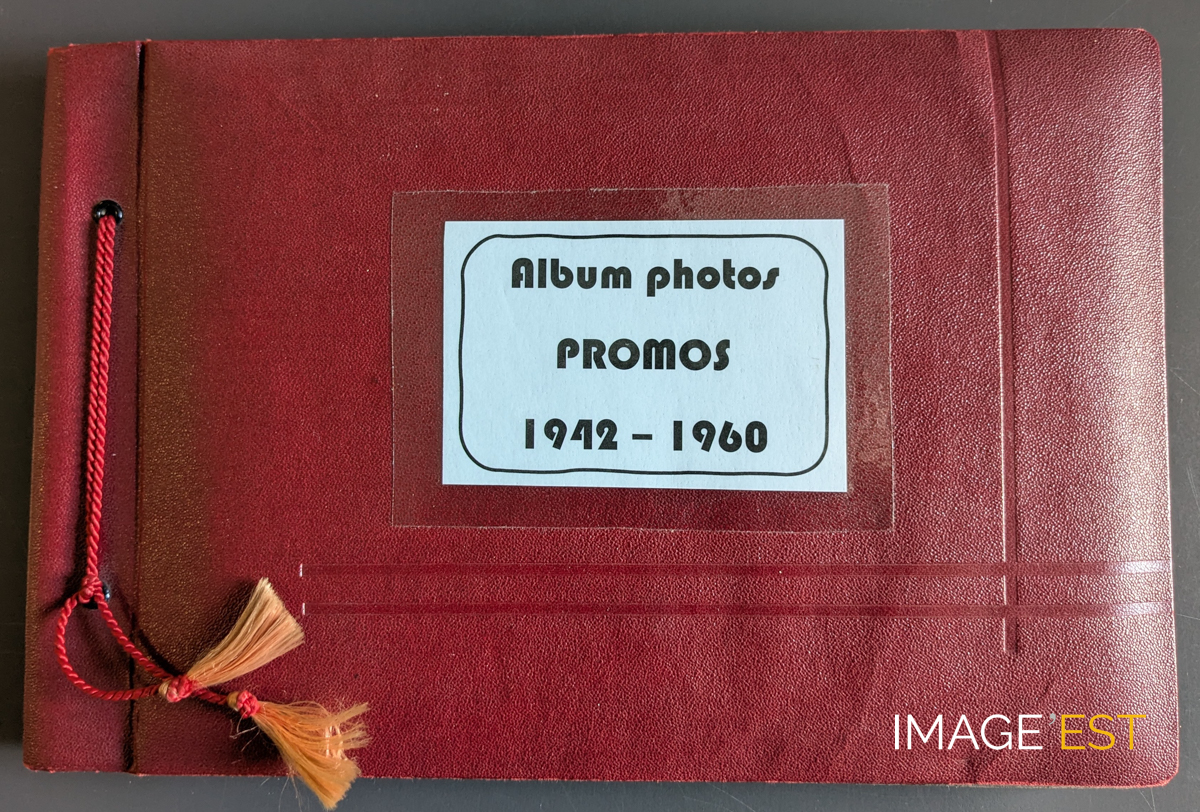 Album photos
PROMOS
1942 – 1960
IMAGE'EST